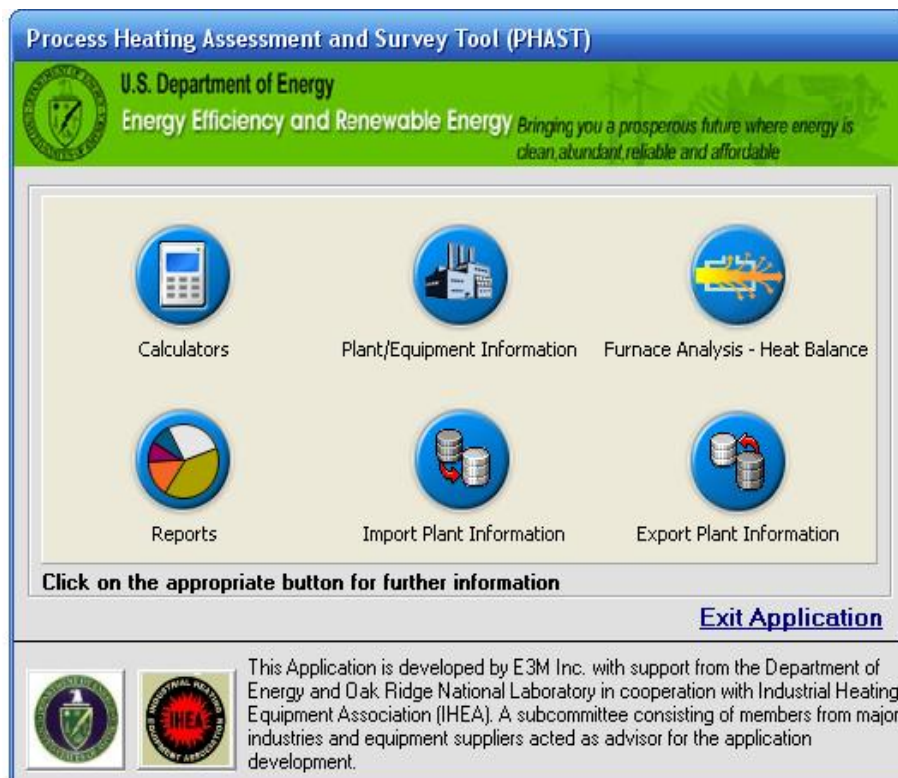 Process Heating Assessment and Survey Tool (PHAST)
U.S. Department of Energy
Energy Efficiency and Renewable Energy Bringing you a prosperous future where energy is
clean,abundant,reliable and affordable
Calculators
Plant/Equipment Information
Furnace Analysis - Heat Balance
Reports
Import Plant Information
Export Plant Information
Click on the appropriate button for further information
Exit Application
This Application is developed by E3M Inc. with support from the Department of
Energy and Oak Ridge National Laboratory in cooperation with Industrial Heating
Equipment Association (IHEA). A subcommittee consisting of members from major
industries and equipment suppliers acted as advisor for the application
development.
INDUSTRIAL HEATING
IHEA
EQUIPMENT ASSOCIATION